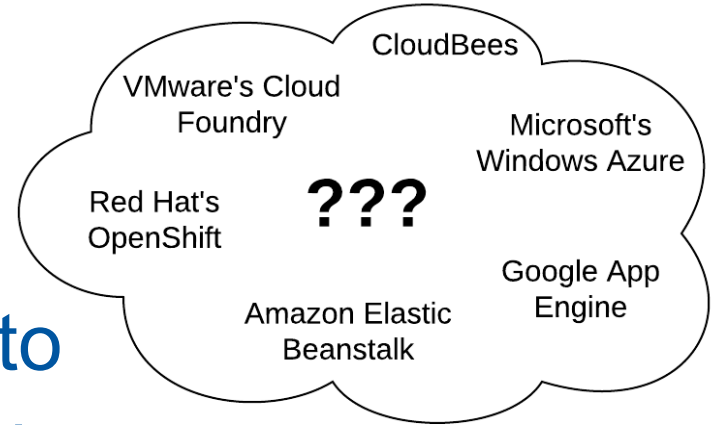 CloudBees
VMware's Cloud
Foundry
Microsoft's
Windows Azure
???
Red Hat's
OpenShift
Google App
Engine
Amazon Elastic
Beanstalk
to